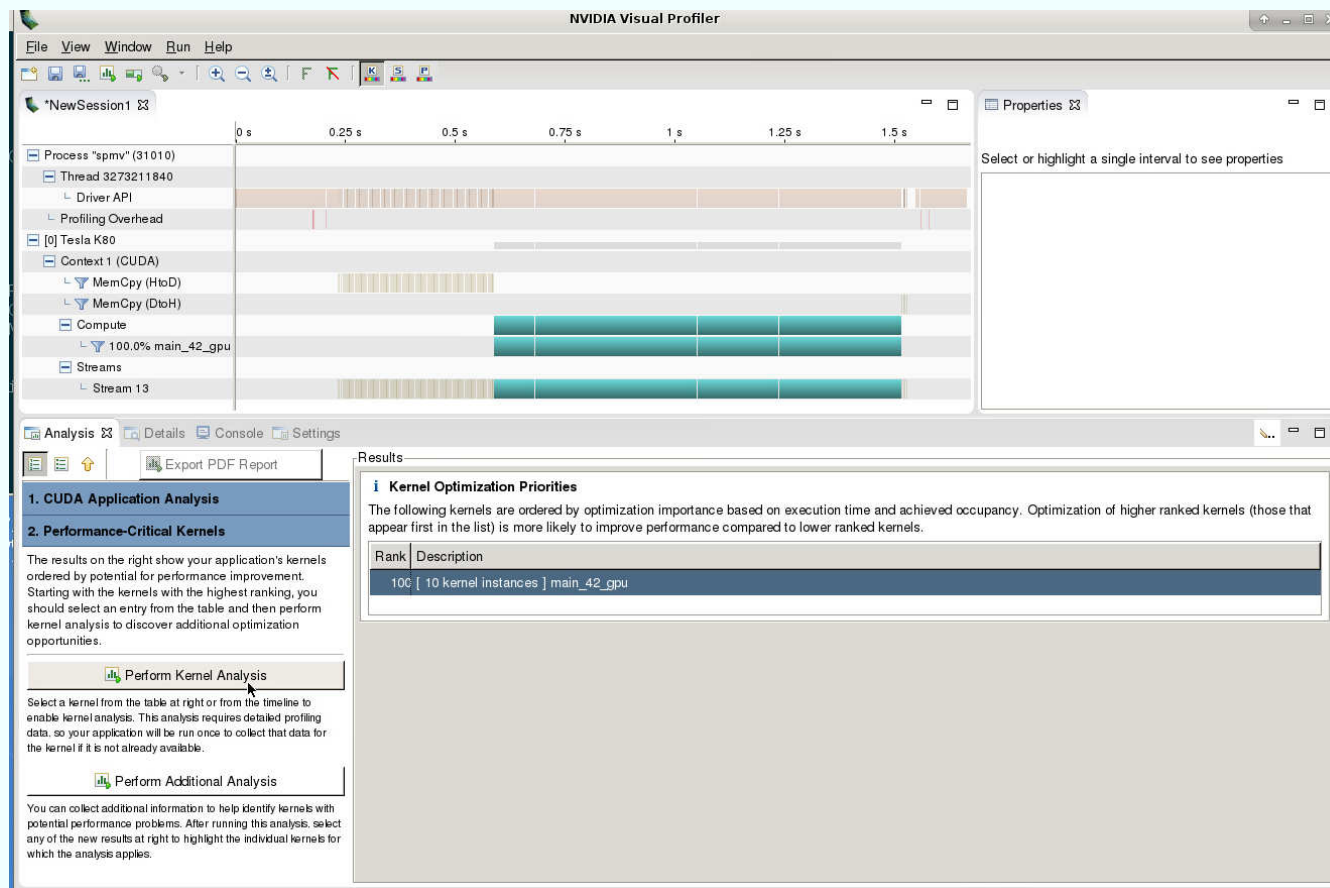 NVIDIA Visual Profiler
File View Window Run Help
F K S P
*NewSession1
Properties
0 s 0.25 s 0.5 s 0.75 s 1 s 1.25 s 1.5 s
Process "spmv" (31010)
Select or highlight a single interval to see properties
Thread 3273211840
Driver API
Profiling Overhead
[0] Tesla K80
Context 1 (CUDA)
MemCpy (HtoD)
MemCpy (DtoH)
Compute
100.0% main_42_gpu
Streams
Stream 13
Analysis Details Console Settings
Export PDF Report
Results
1. CUDA Application Analysis
2. Performance-Critical Kernels
The results on the right show your application's kernels
ordered by potential for performance improvement.
Starting with the kernels with the highest ranking, you
should select an entry from the table and then perform
kernel analysis to discover additional optimization
opportunities.
Perform Kernel Analysis
Select a kernel from the table at right or from the timeline to
enable kernel analysis. This analysis requires detailed profiling
data, so your application will be run once to collect that data for
the kernel if it is not already available.
Perform Additional Analysis
You can collect additional information to help identify kernels with
potential performance problems. After running this analysis, select
any of the new results at right to highlight the individual kernels for
which the analysis applies.
i Kernel Optimization Priorities
The following kernels are ordered by optimization importance based on execution time and achieved occupancy. Optimization of higher ranked kernels (those that
appear first in the list) is more likely to improve performance compared to lower ranked kernels.
Rank Description
100 [ 10 kernel instances ] main_42_gpu